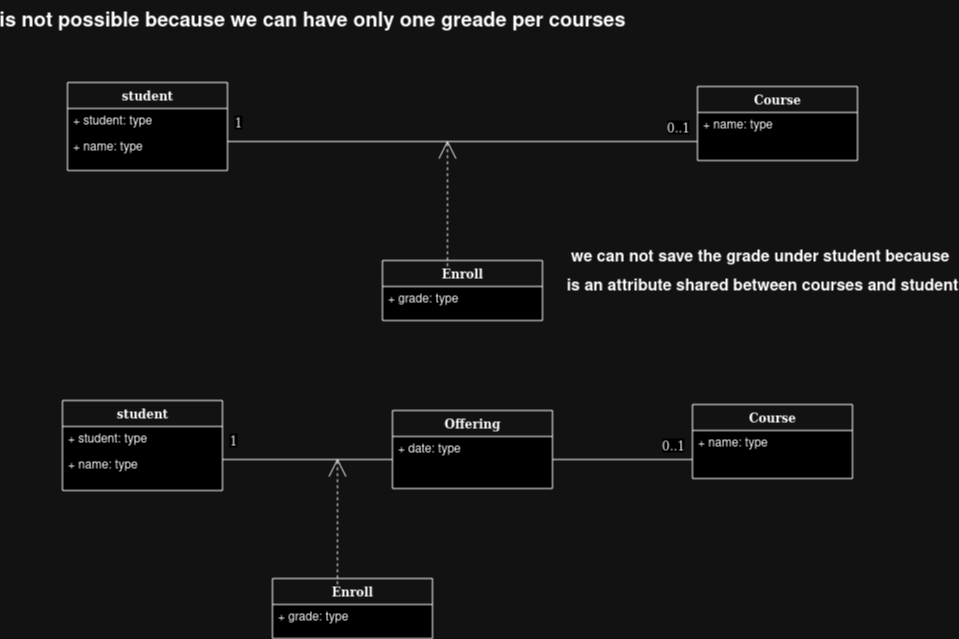 is not possible because we can have only one greade per courses
student
+ student: type
+ name: type
1
0..1
Course
+ name: type
Enroll
+ grade: type
we can not save the grade under student because
is an attribute shared between courses and student
student
+ student: type
+ name: type
1
Offering
+ date: type
0..1
Course
+ name: type
Enroll
+ grade: type